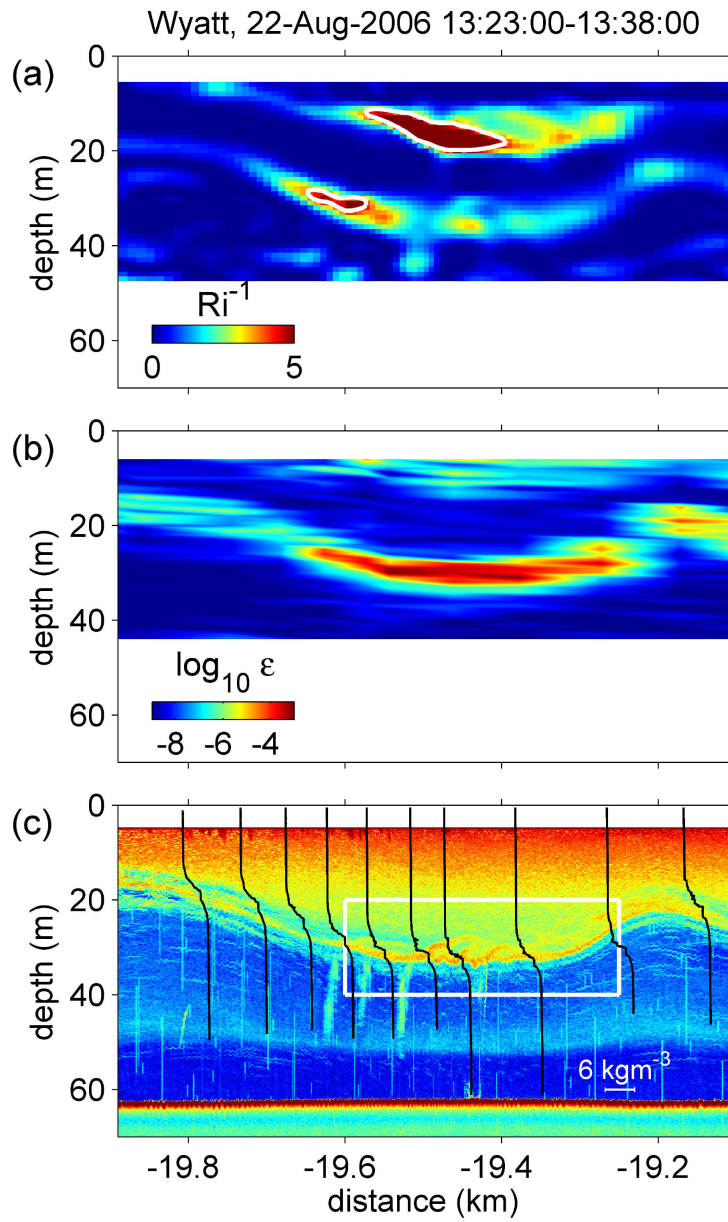 Wyatt, 22-Aug-2006 13:23:00-13:38:00
(a)
0
20
40
60
depth (m)
Ri⁻¹
0 5
(b)
0
20
40
60
depth (m)
log₁₀ ε
-8 -6 -4
(c)
0
20
40
60
depth (m)
6 kgm⁻³
-19.8 -19.6 -19.4 -19.2
distance (km)